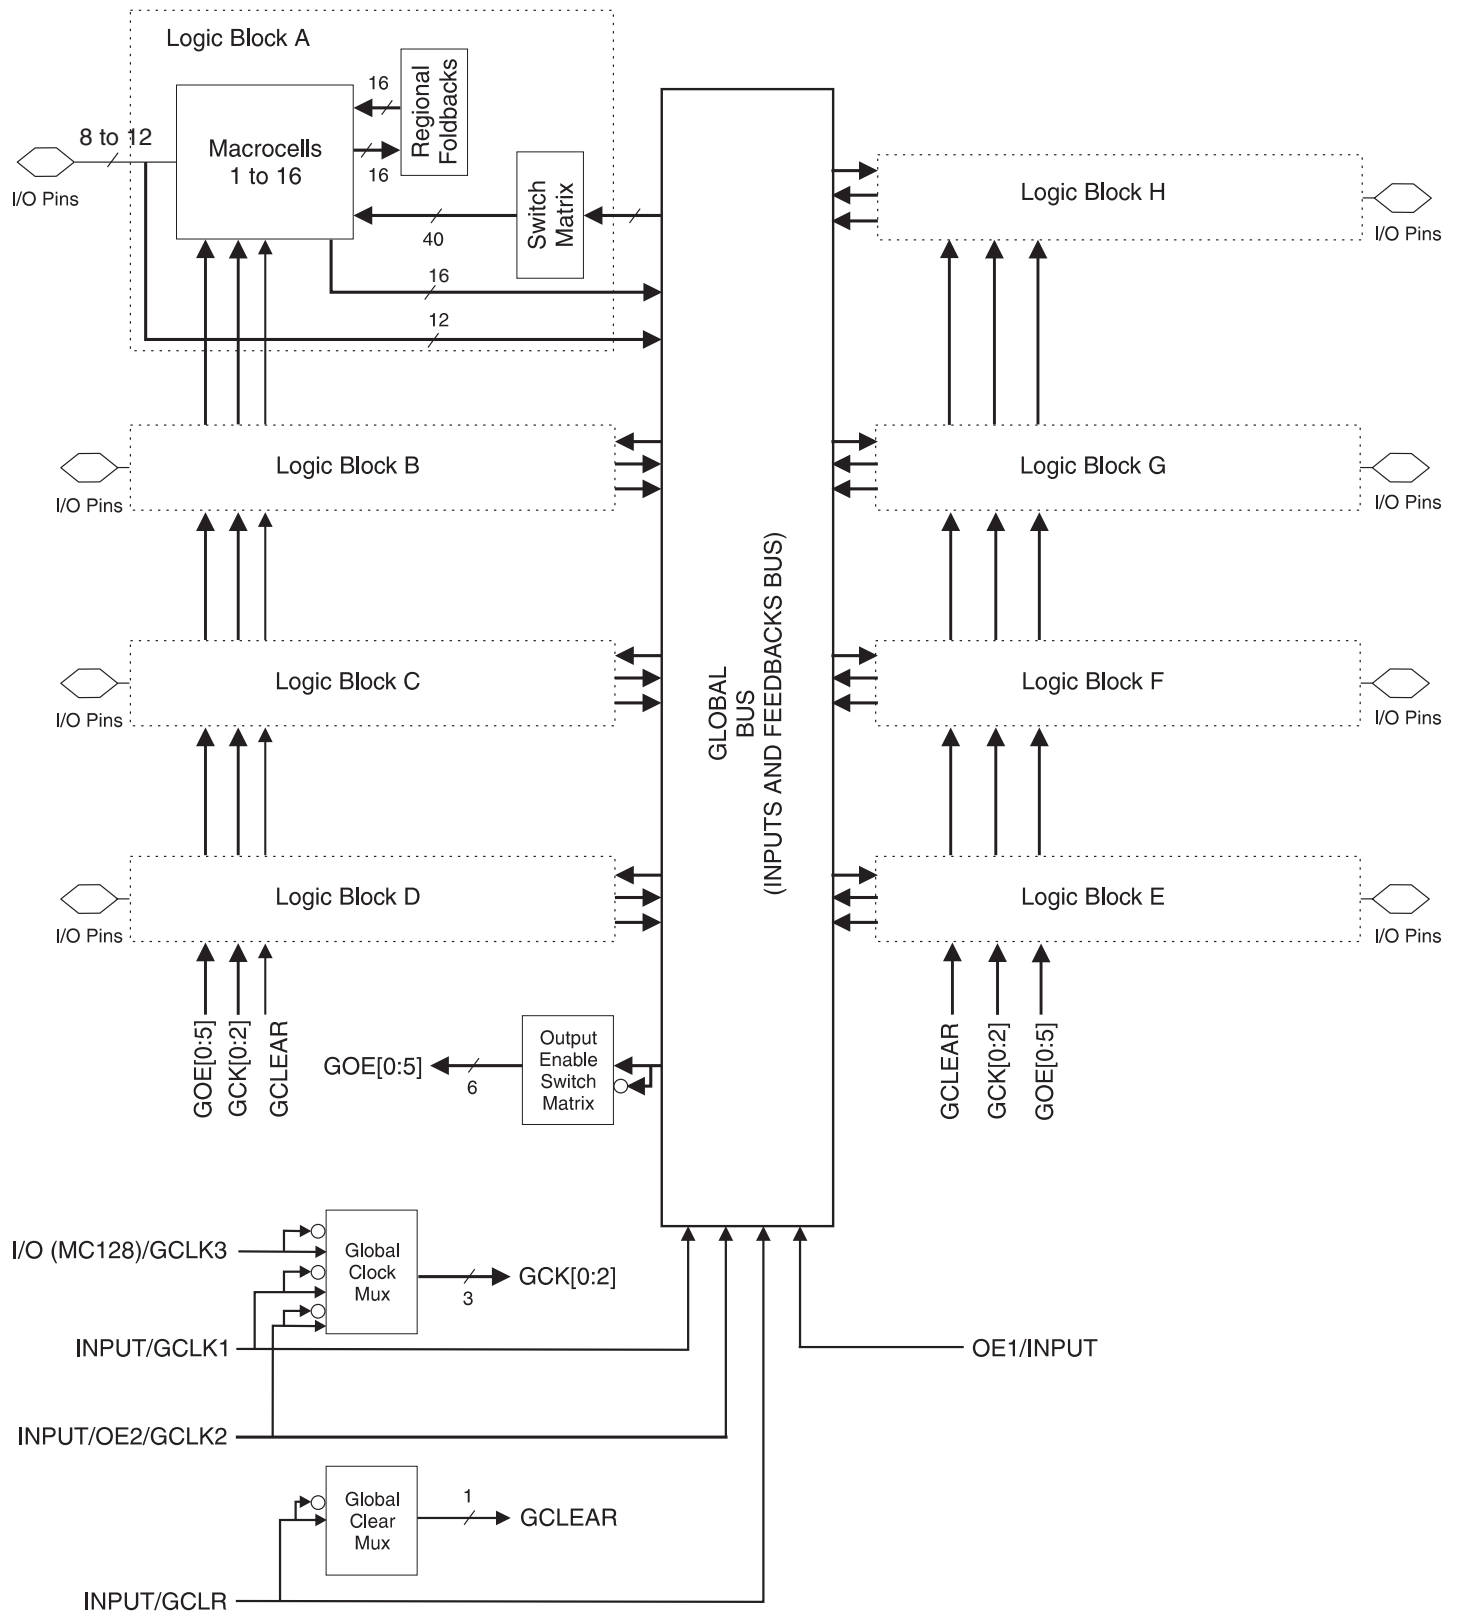 Logic Block A
16
Regional
Foldbacks
8 to 12
Macrocells
1 to 16
16
I/O Pins
Switch
Matrix
40
16
12
Logic Block H
I/O Pins
Logic Block B
I/O Pins
Logic Block G
I/O Pins
GLOBAL
BUS
(INPUTS AND FEEDBACKS BUS)
Logic Block C
I/O Pins
Logic Block F
I/O Pins
Logic Block D
I/O Pins
Logic Block E
I/O Pins
GOE[0:5]
GCK[0:2]
GCLEAR
GOE[0:5]
6
Output
Enable
Switch
Matrix
GCLEAR
GCK[0:2]
GOE[0:5]
I/O (MC128)/GCLK3
Global
Clock
Mux
3
GCK[0:2]
INPUT/GCLK1
OE1/INPUT
INPUT/OE2/GCLK2
Global
Clear
Mux
1
GCLEAR
INPUT/GCLR